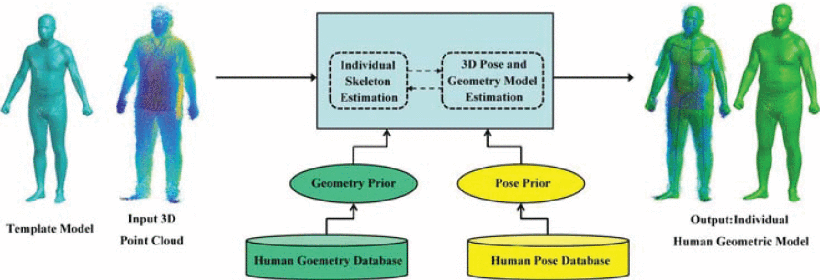 Template Model
Input 3D
Point Cloud
Individual
Skeleton
Estimation
3D Pose and
Geometry Model
Estimation
Geometry Prior
Pose Prior
Human Goemetry Database
Human Pose Database
Output:Individual
Human Geometric Model